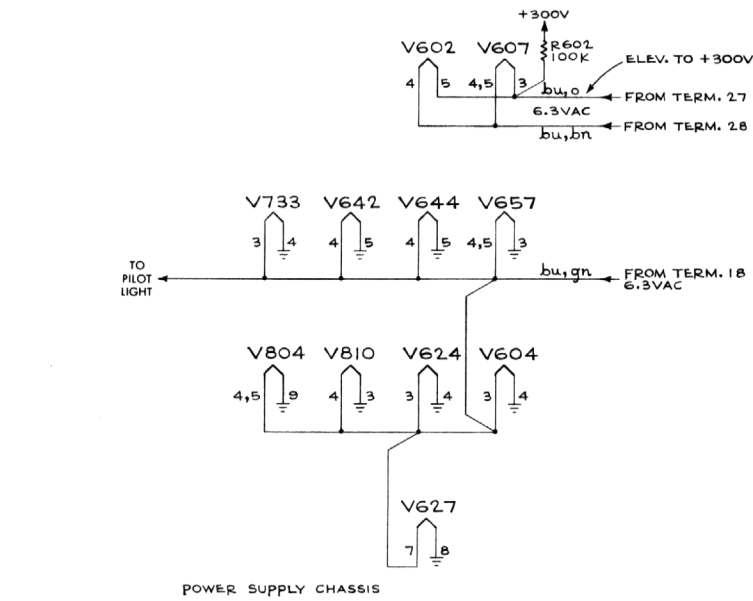 +300V
V602 V607 R602
100K
ELEV. TO +300V
4 5 4,5 3 bu,o
FROM TERM. 27
6.3VAC
FROM TERM. 28
bu,bn
V733 V642 V644 V657
3 4 4 5 4 5 4,5 3
TO
PILOT
LIGHT
bu,gn
FROM TERM. 18
6.3VAC
V804 V810 V624 V604
4,5 9 4 3 3 4 3 4
V627
7 8
POWER SUPPLY CHASSIS